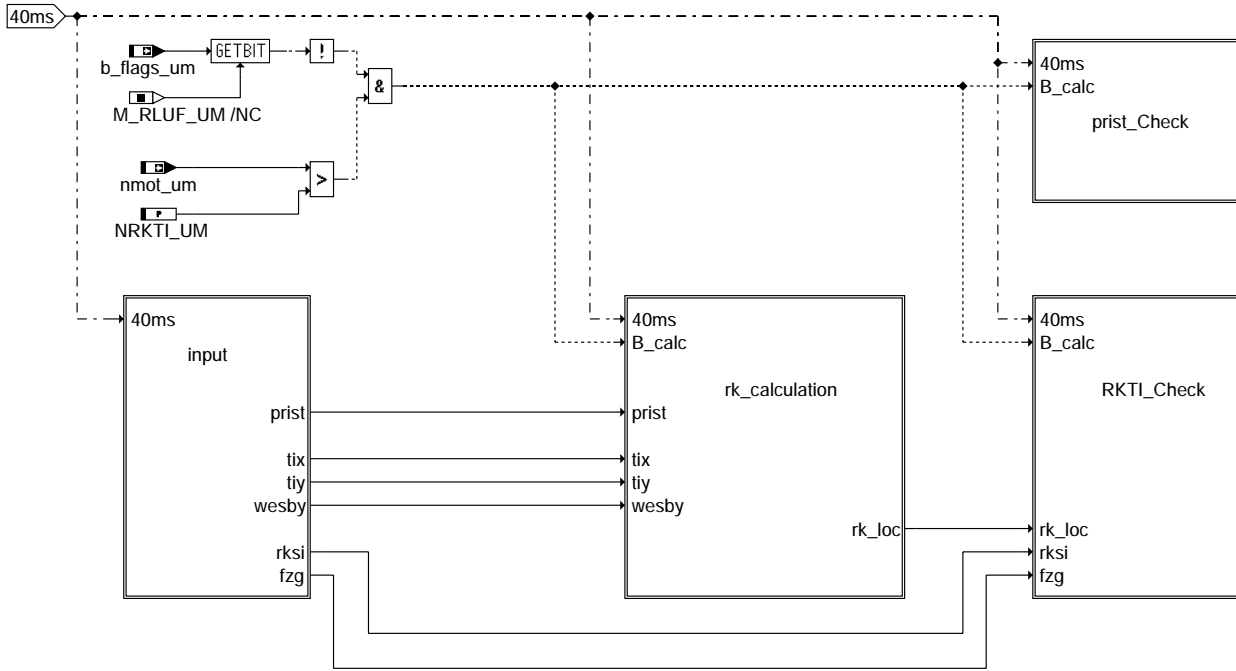 40ms
b_flags_um
GETBIT
!
M_RLUF_UM /NC
&
nmot_um
>
P
NRKTI_UM
40ms
B_calc
prist_Check
40ms
input
prist
tix
tiy
wesby
rksi
fzg
40ms
B_calc
rk_calculation
prist
tix
tiy
wesby
rk_loc
40ms
B_calc
RKTI_Check
rk_loc
rksi
fzg